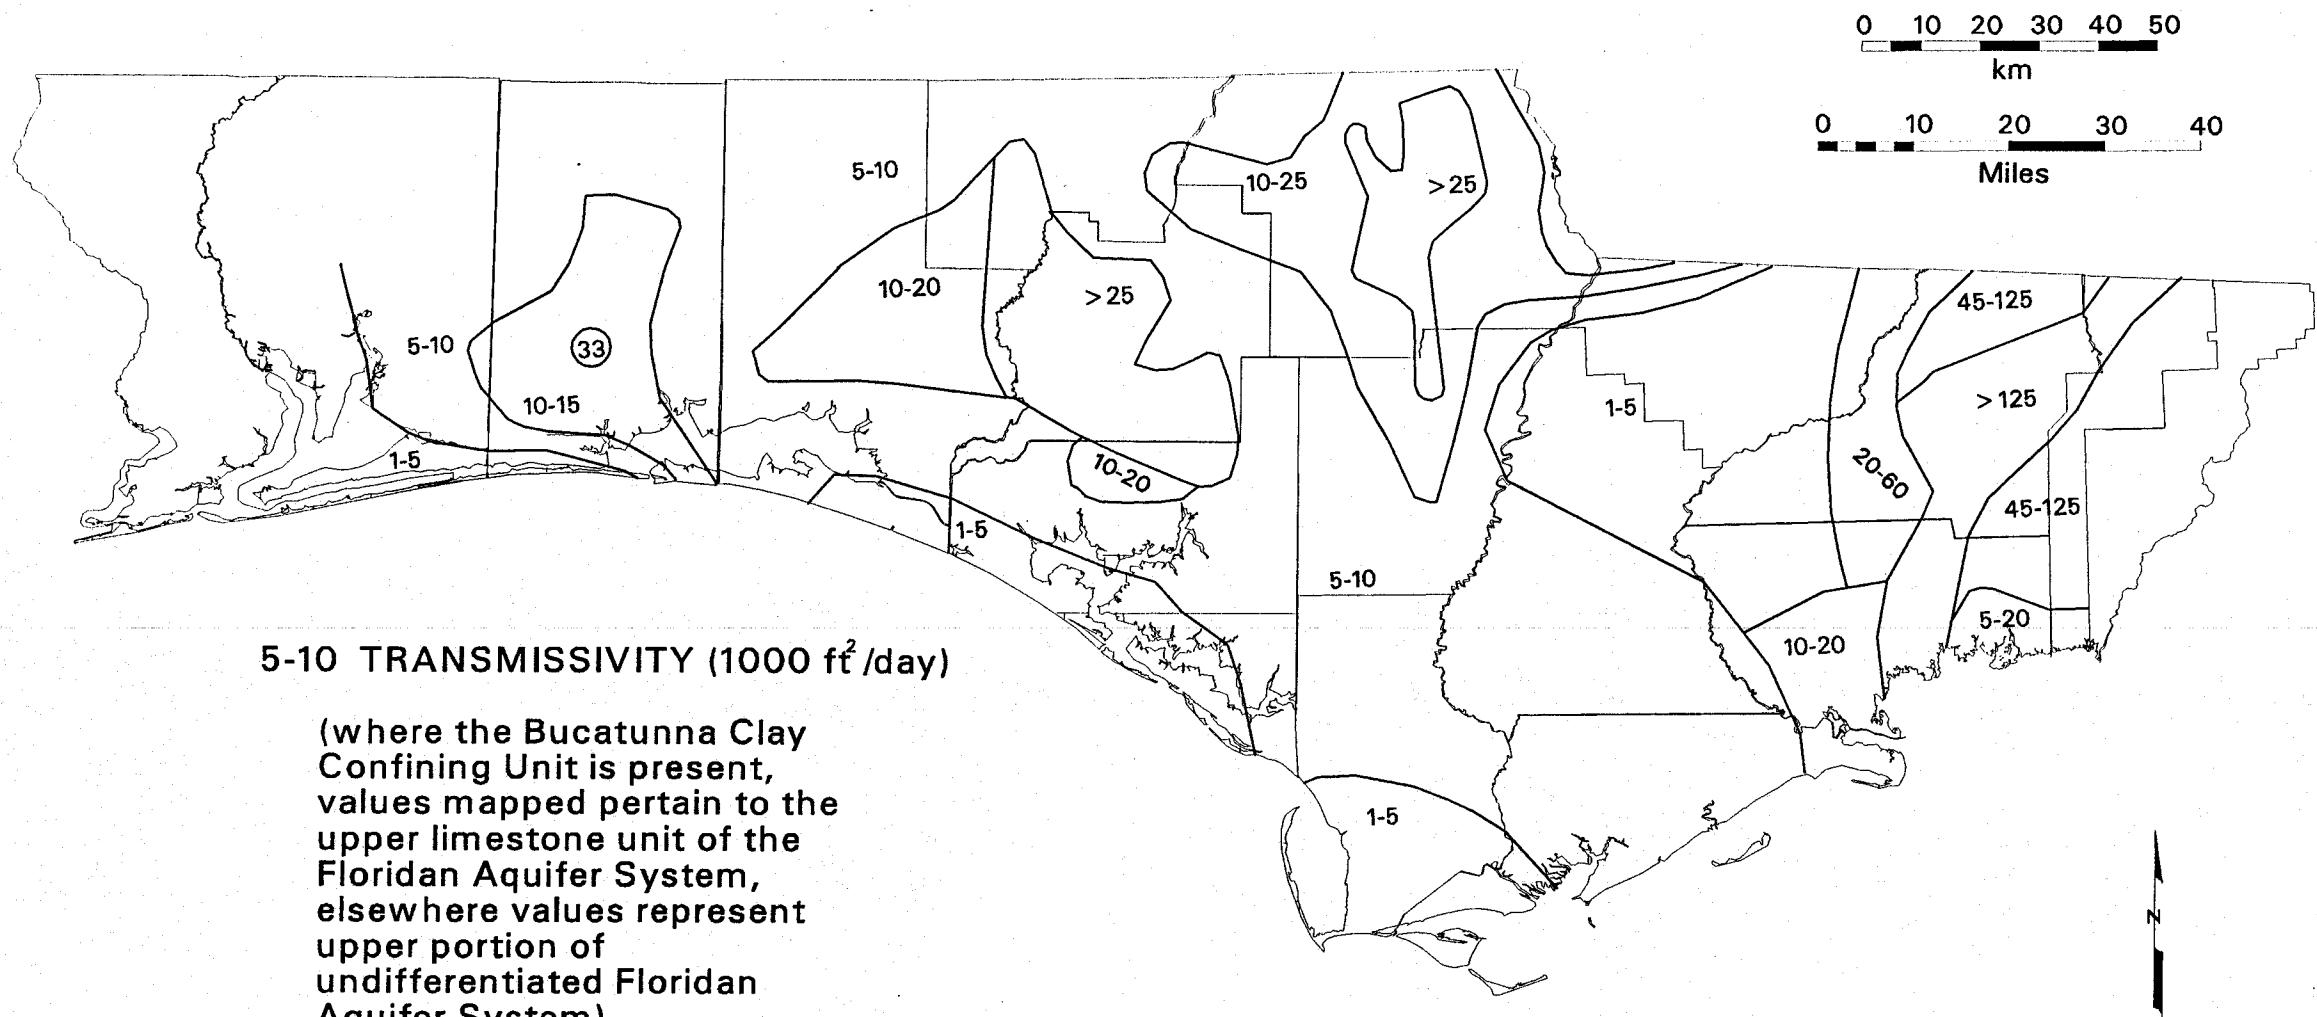 0 10 20 30 40 50
km
0 10 20 30 40
Miles
5-10
10-25
>25
10-20
>25
45-125
5-10
33
10-15
1-5
>125
1-5
10-20
20-60
45-125
1-5
5-10
5-20
10-20
1-5
5-10 TRANSMISSIVITY (1000 ft²/day)
(where the Bucatunna Clay
Confining Unit is present,
values mapped pertain to the
upper limestone unit of the
Floridan Aquifer System,
elsewhere values represent
upper portion of
undifferentiated Floridan
Aquifer System)
N